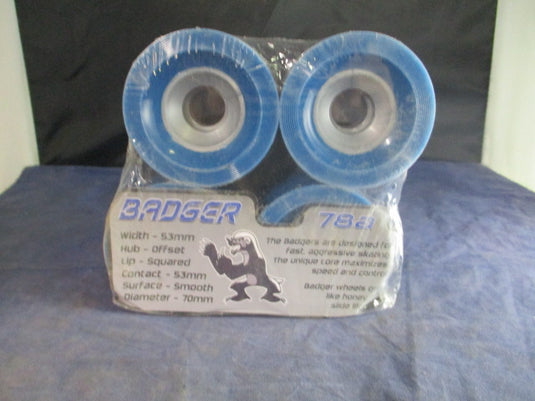 BADGER 78a
Width - 53mm
Hub - Offset
Lip - Squared
Contact - 53mm
Surface - Smooth
Diameter - 70mm
The Badgers are designed for
fast, aggressive skating
The unique core maximizes
speed and control
Badger wheels
like honey
slide